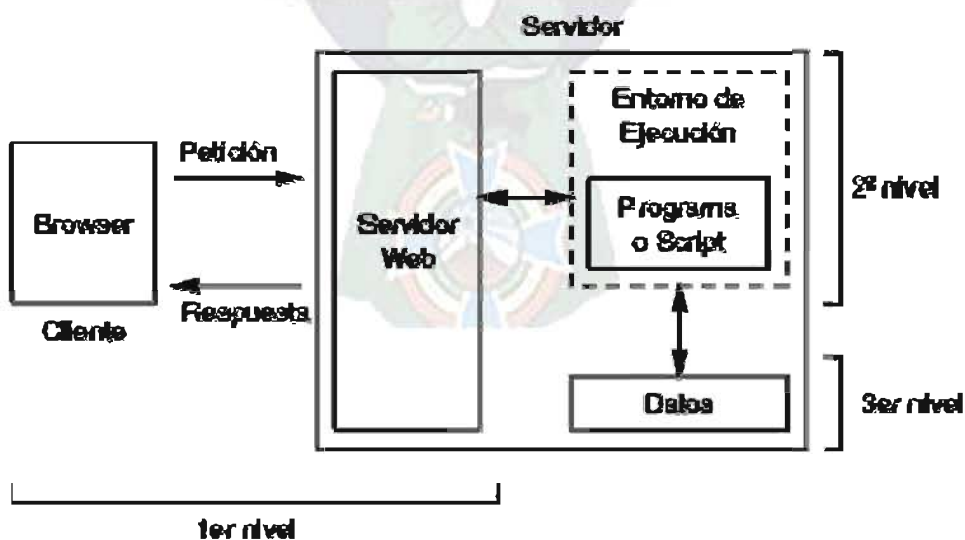 Servidor
Entorno de
Ejecución
Petición
2º nivel
Browser
Servidor
Web
Programa
o Script
Respuesta
Cliente
Datos
3er nivel
1er nivel